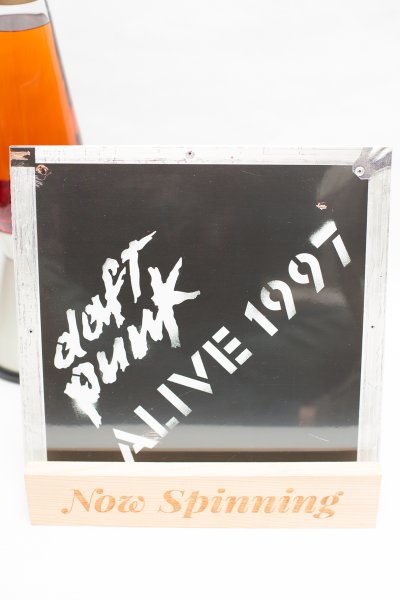 daft
punk
ALIVE 1997
Now Spinning